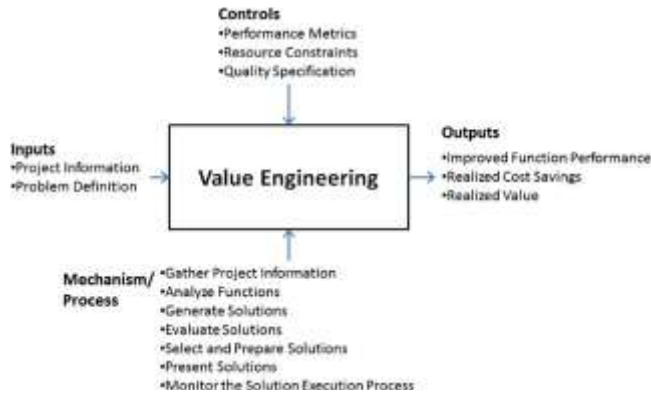 Controls
•Performance Metrics
•Resource Constraints
•Quality Specification
Inputs
•Project Information
•Problem Definition
Value Engineering
Outputs
•Improved Function Performance
•Realized Cost Savings
•Realized Value
Mechanism/
Process
•Gather Project Information
•Analyze Functions
•Generate Solutions
•Evaluate Solutions
•Select and Prepare Solutions
•Present Solutions
•Monitor the Solution Execution Process